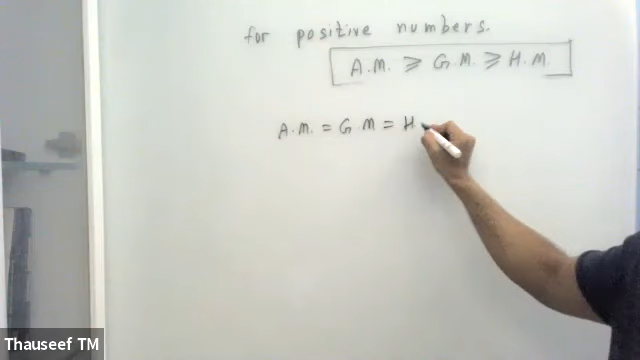 for positive numbers.
A.M. ⩾ G.M. ⩾ H.M.
A.M. = G M = H.
Thauseef TM